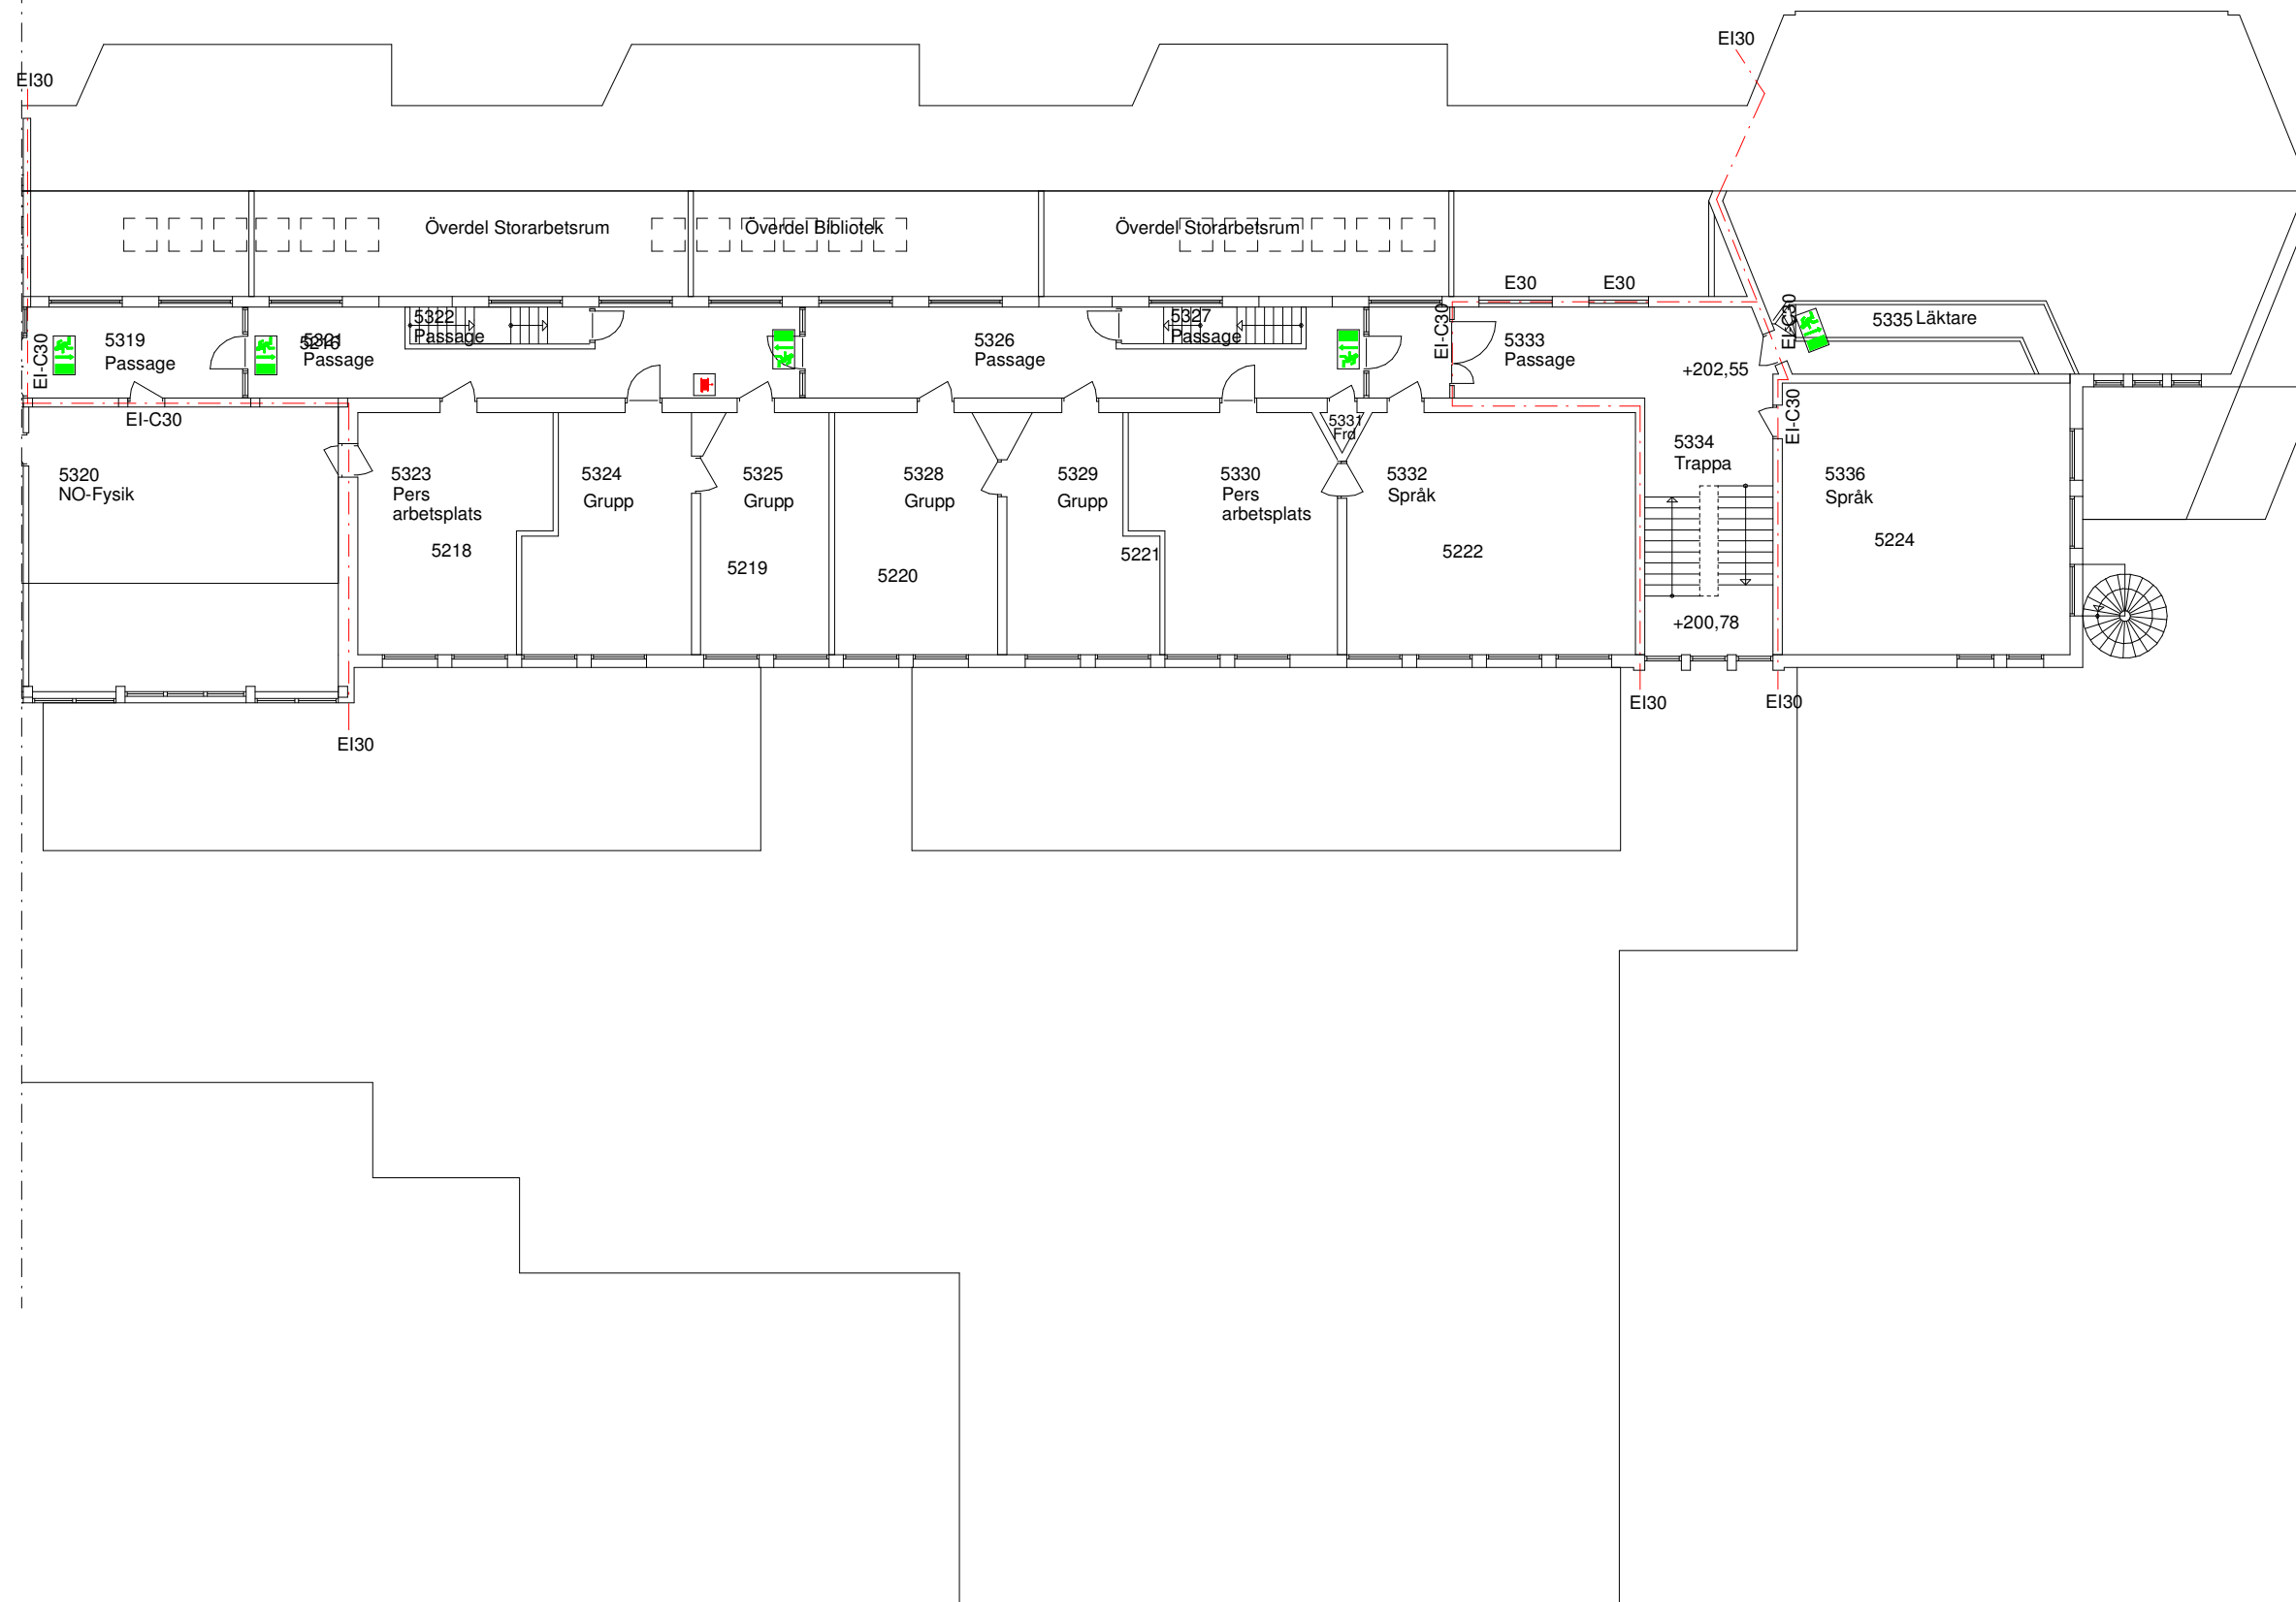 EI30
EI30
Överdel Storarbetsrum
Överdel Bibliotek
Överdel Storarbetsrum
E30
E30
EI-C30
5319
Passage
5321
Passage
5322
Passage
5326
Passage
5327
Passage
EI-C30
5333
Passage
+202,55
EI-C30
5335 Läktare
EI-C30
EI-C30
5320
NO-Fysik
5323
Pers
arbetsplats
5218
5324
Grupp
5325
Grupp
5219
5328
Grupp
5220
5329
Grupp
5221
5330
Pers
arbetsplats
5331
Frd
5332
Språk
5222
5334
Trappa
+200,78
5336
Språk
5224
EI30
EI30
EI30